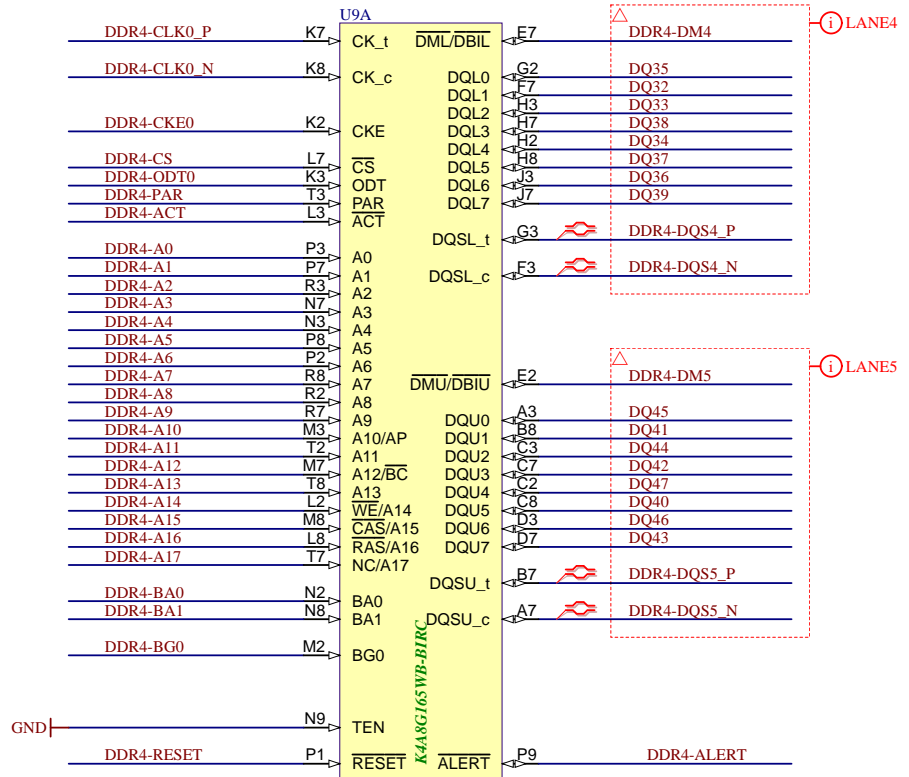 U9A
DDR4-CLK0_P K7 CK_t DML/DBIL E7 DDR4-DM4 LANE4
DDR4-CLK0_N K8 CK_c DQL0 G2 DQ35
DQL1 F7 DQ32
DQL2 H3 DQ33
DDR4-CKE0 K2 CKE DQL3 H7 DQ38
DQL4 H2 DQ34
DDR4-CS L7 CS DQL5 H8 DQ37
DDR4-ODT0 K3 ODT DQL6 J3 DQ36
DDR4-PAR T3 PAR DQL7 J7 DQ39
DDR4-ACT L3 ACT
DQSL_t G3 DDR4-DQS4_P
DDR4-A0 P3 A0
DDR4-A1 P7 A1 DQSL_c F3 DDR4-DQS4_N
DDR4-A2 R3 A2
DDR4-A3 N7 A3
DDR4-A4 N3 A4
DDR4-A5 P8 A5
DDR4-A6 P2 A6 LANE5
DDR4-A7 R8 A7 DMU/DBIU E2 DDR4-DM5
DDR4-A8 R2 A8
DDR4-A9 R7 A9 DQU0 A3 DQ45
DDR4-A10 M3 A10/AP DQU1 B8 DQ41
DDR4-A11 T2 A11 DQU2 C3 DQ44
DDR4-A12 M7 A12/BC DQU3 C7 DQ42
DDR4-A13 T8 A13 DQU4 C2 DQ47
DDR4-A14 L2 WE/A14 DQU5 C8 DQ40
DDR4-A15 M8 CAS/A15 DQU6 D3 DQ46
DDR4-A16 L8 RAS/A16 DQU7 D7 DQ43
DDR4-A17 T7 NC/A17
DQSU_t B7 DDR4-DQS5_P
DDR4-BA0 N2 BA0
DDR4-BA1 N8 BA1 DQSU_c A7 DDR4-DQS5_N
DDR4-BG0 M2 BG0
K4A8G165WB-BIRC
GND N9 TEN
DDR4-RESET P1 RESET ALERT P9 DDR4-ALERT